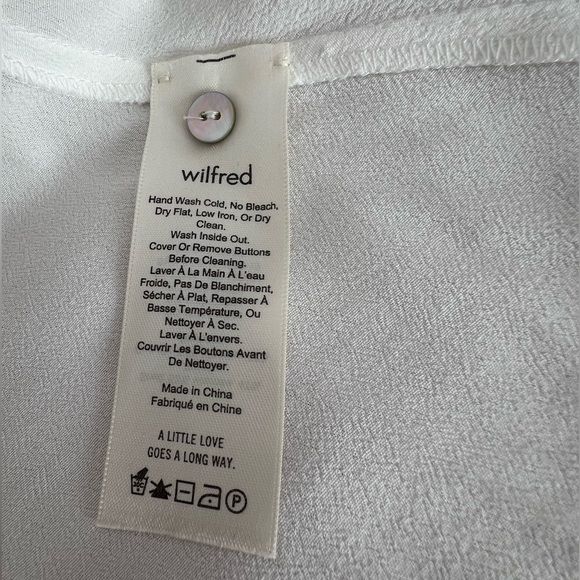 wilfred
Hand Wash Cold, No Bleach,
Dry Flat, Low Iron, Or Dry
Clean.
Wash Inside Out.
Cover Or Remove Buttons
Before Cleaning.
Laver À La Main À L'eau
Froide, Pas De Blanchiment,
Sécher À Plat, Repasser À
Basse Température, Ou
Nettoyer À Sec.
Laver À L'envers.
Couvrir Les Boutons Avant
De Nettoyer.
Made in China
Fabriqué en Chine
A LITTLE LOVE
GOES A LONG WAY.
30C
P